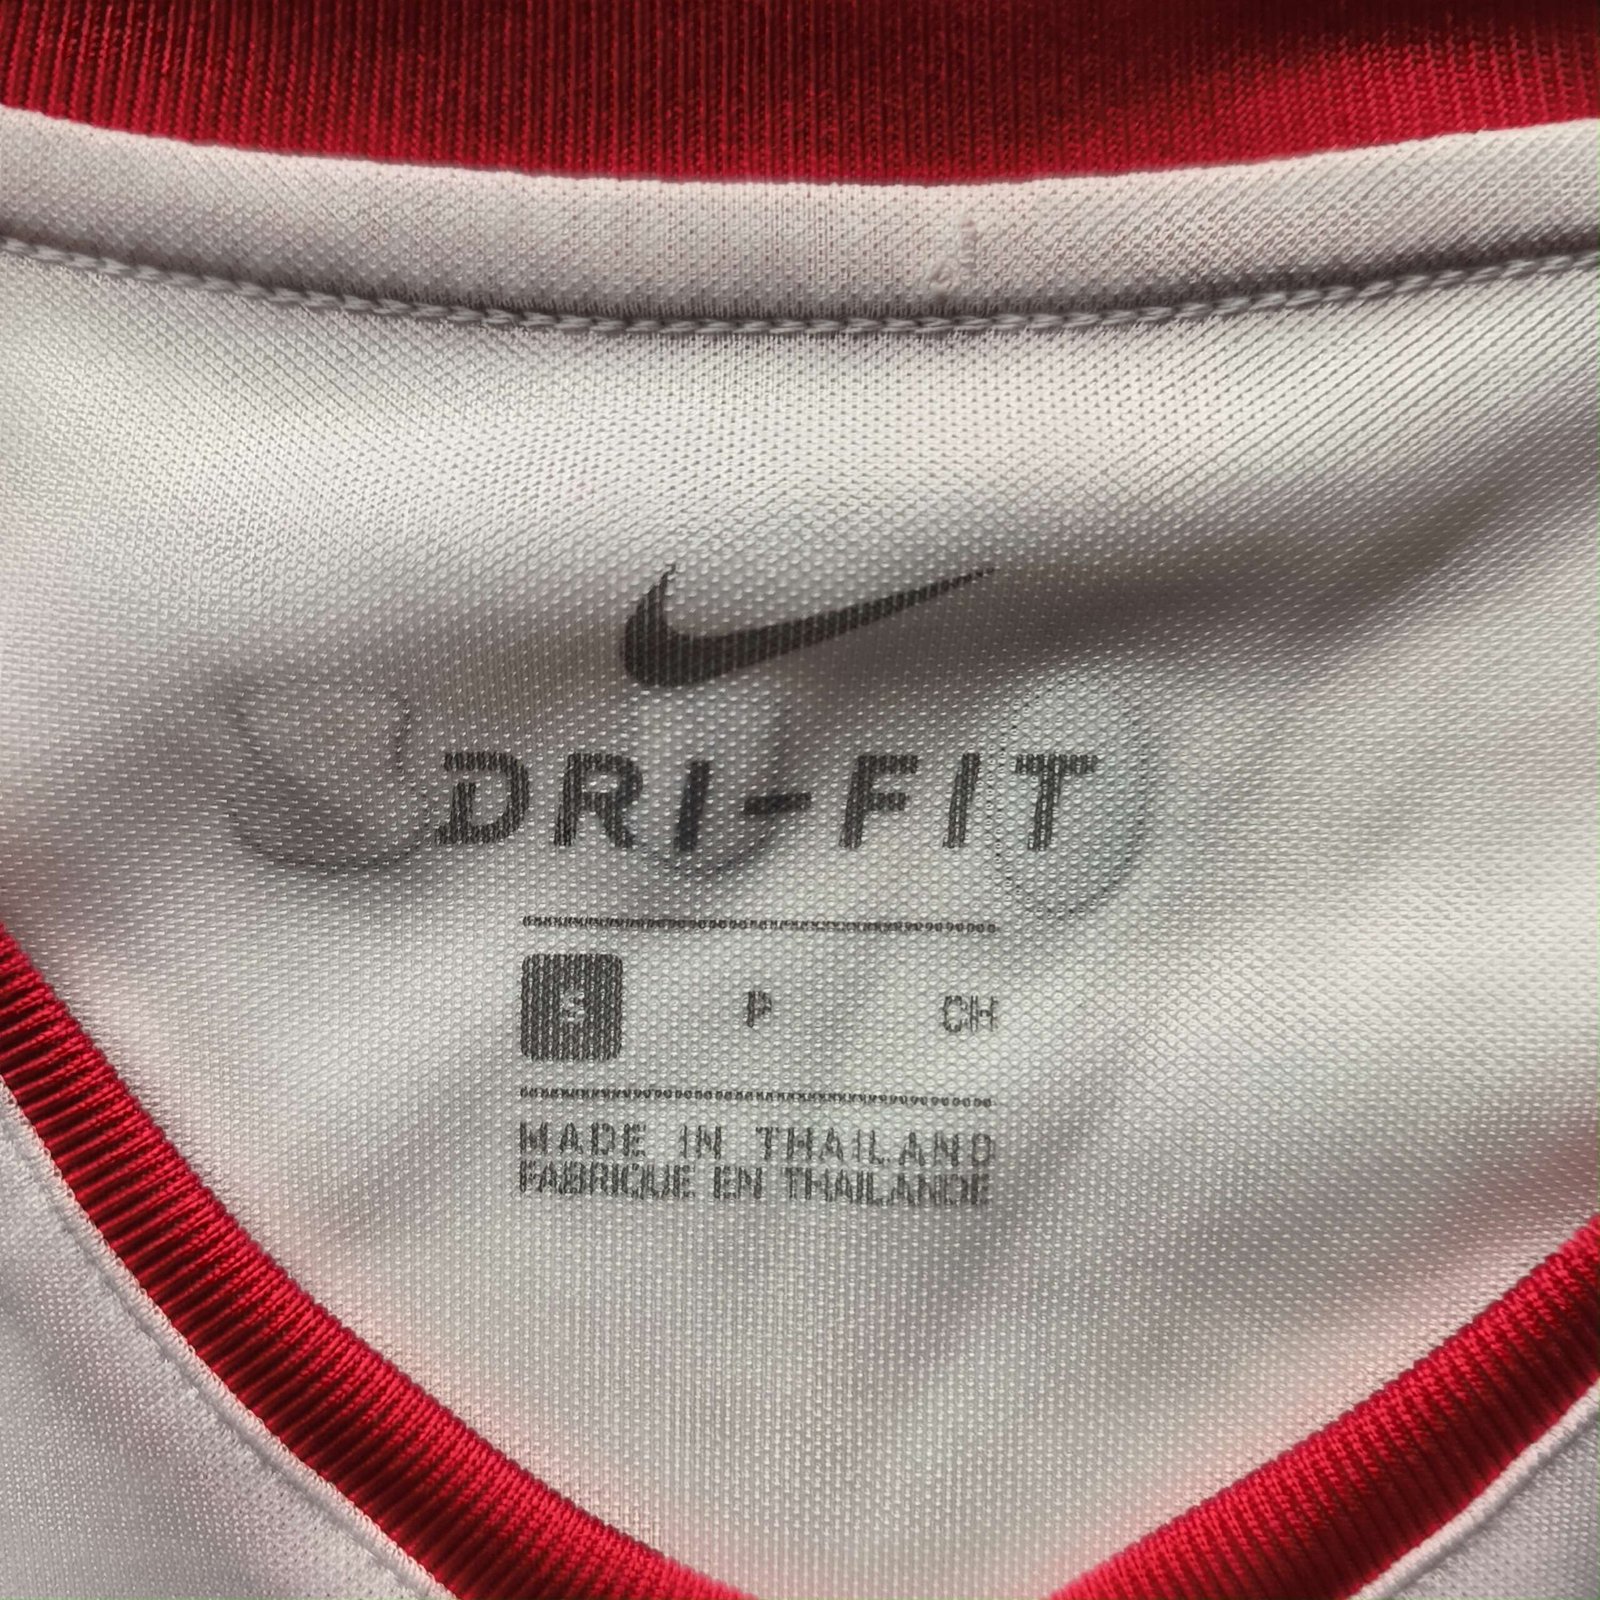 DRI-FIT
S P CH
MADE IN THAILAND
FABRIQUE EN THAILANDE